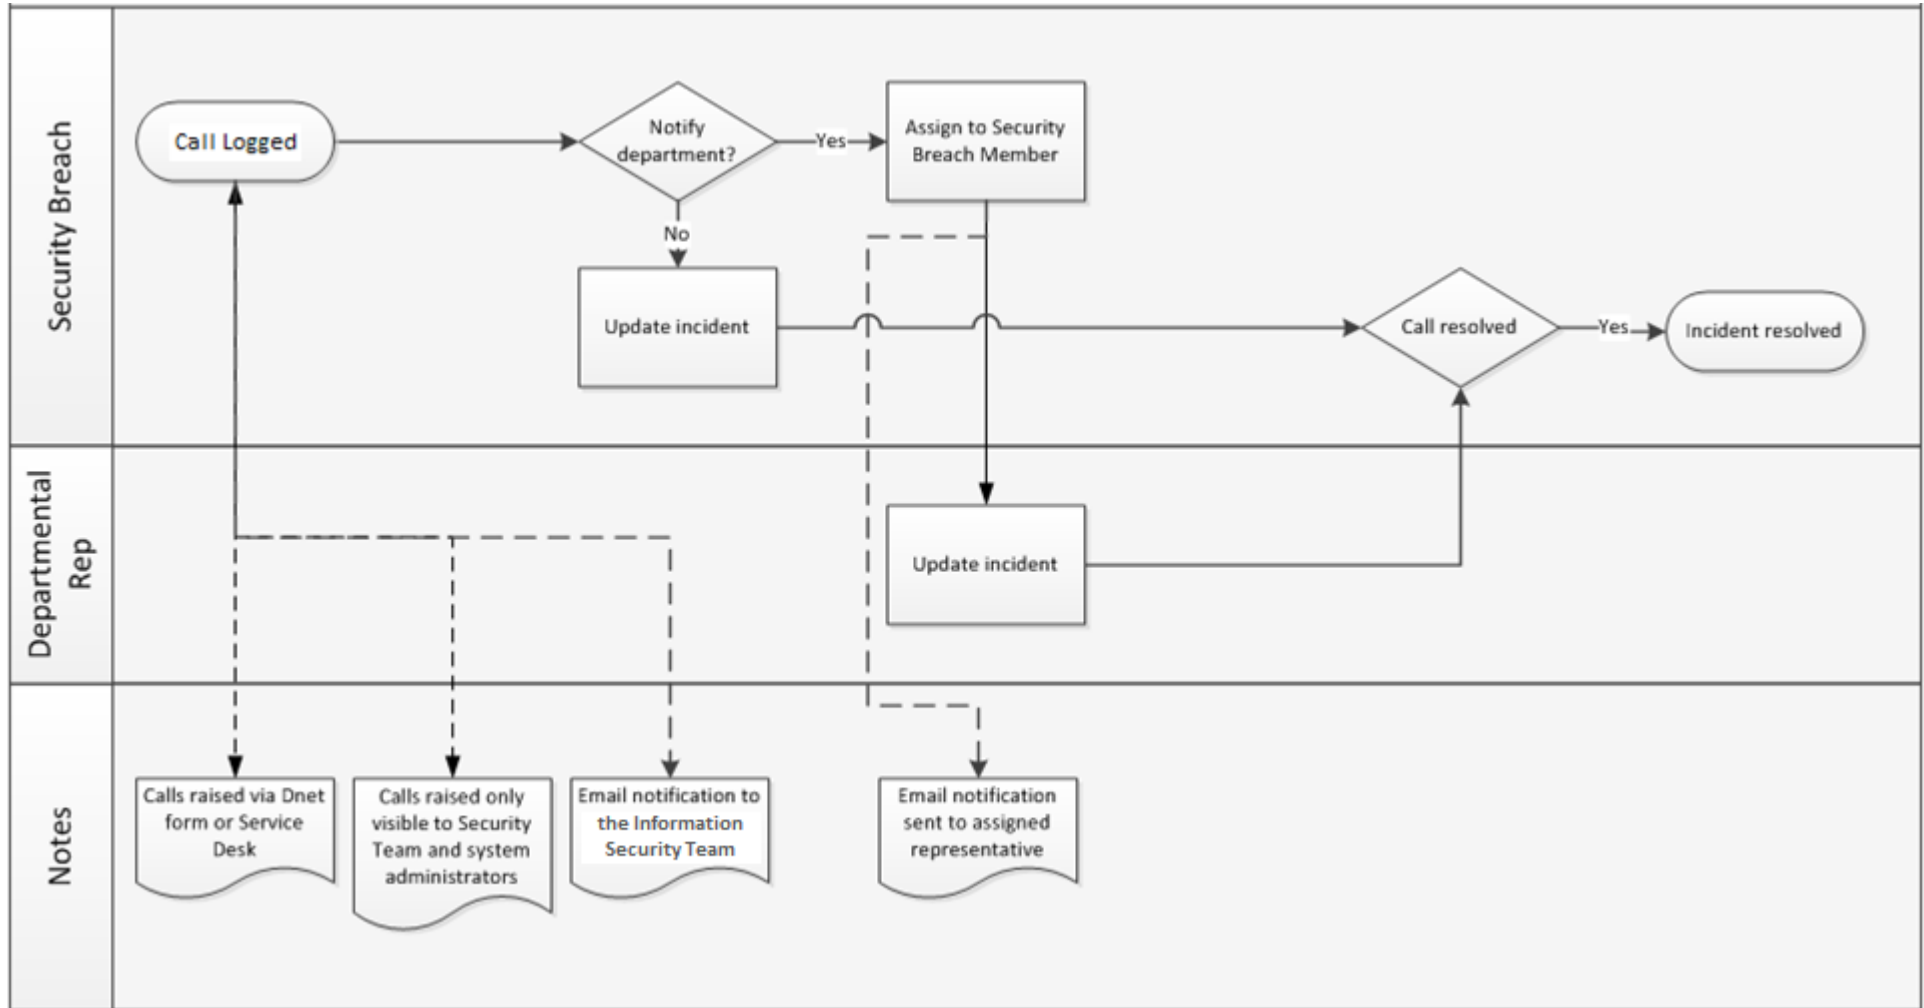 Security Breach
Call Logged
Notify
department?
Yes
Assign to Security
Breach Member
No
Update incident
Call resolved
Yes
Incident resolved
Departmental
Rep
Update incident
Notes
Calls raised via Dnet
form or Service
Desk
Calls raised only
visible to Security
Team and system
administrators
Email notification to
the Information
Security Team
Email notification
sent to assigned
representative